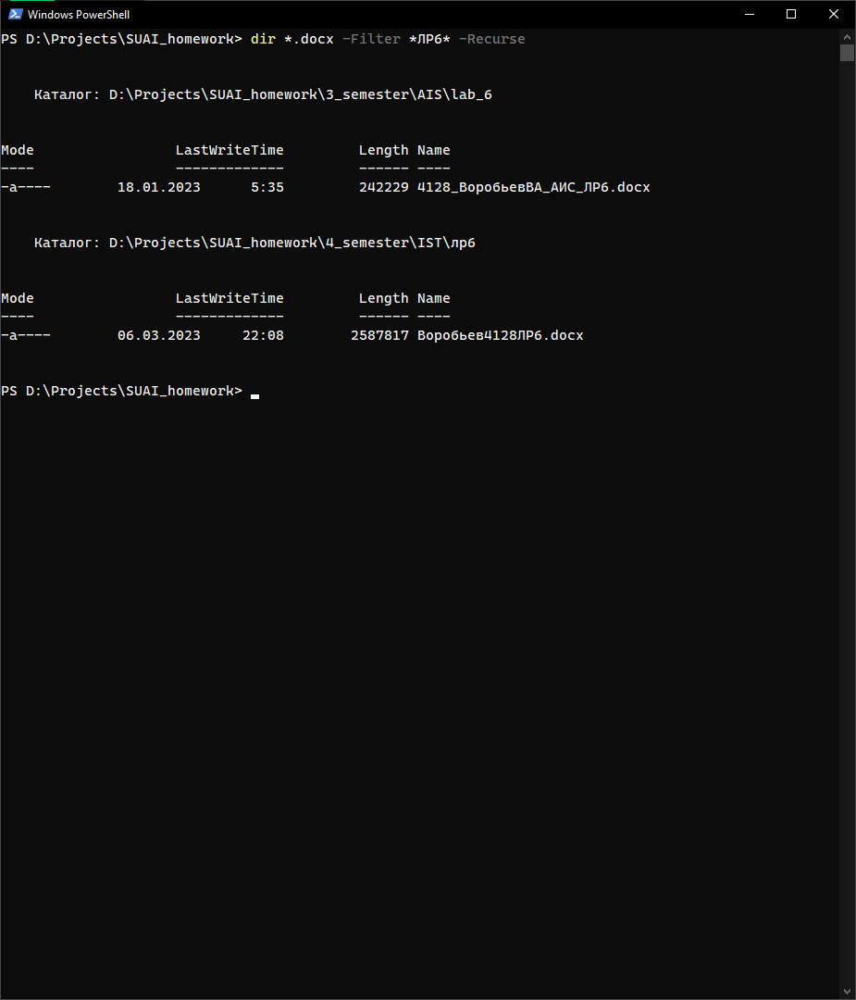 Windows PowerShell
PS D:\Projects\SUAI_homework> dir *.docx -Filter *ЛР6* -Recurse
Каталог: D:\Projects\SUAI_homework\3_semester\AIS\lab_6
Mode LastWriteTime Length Name
---- ------------- ------ ----
-a---- 18.01.2023 5:35 242229 4128_ВоробьевВА_АИС_ЛР6.docx
Каталог: D:\Projects\SUAI_homework\4_semester\IST\лр6
Mode LastWriteTime Length Name
---- ------------- ------ ----
-a---- 06.03.2023 22:08 2587817 Воробьев4128ЛР6.docx
PS D:\Projects\SUAI_homework>